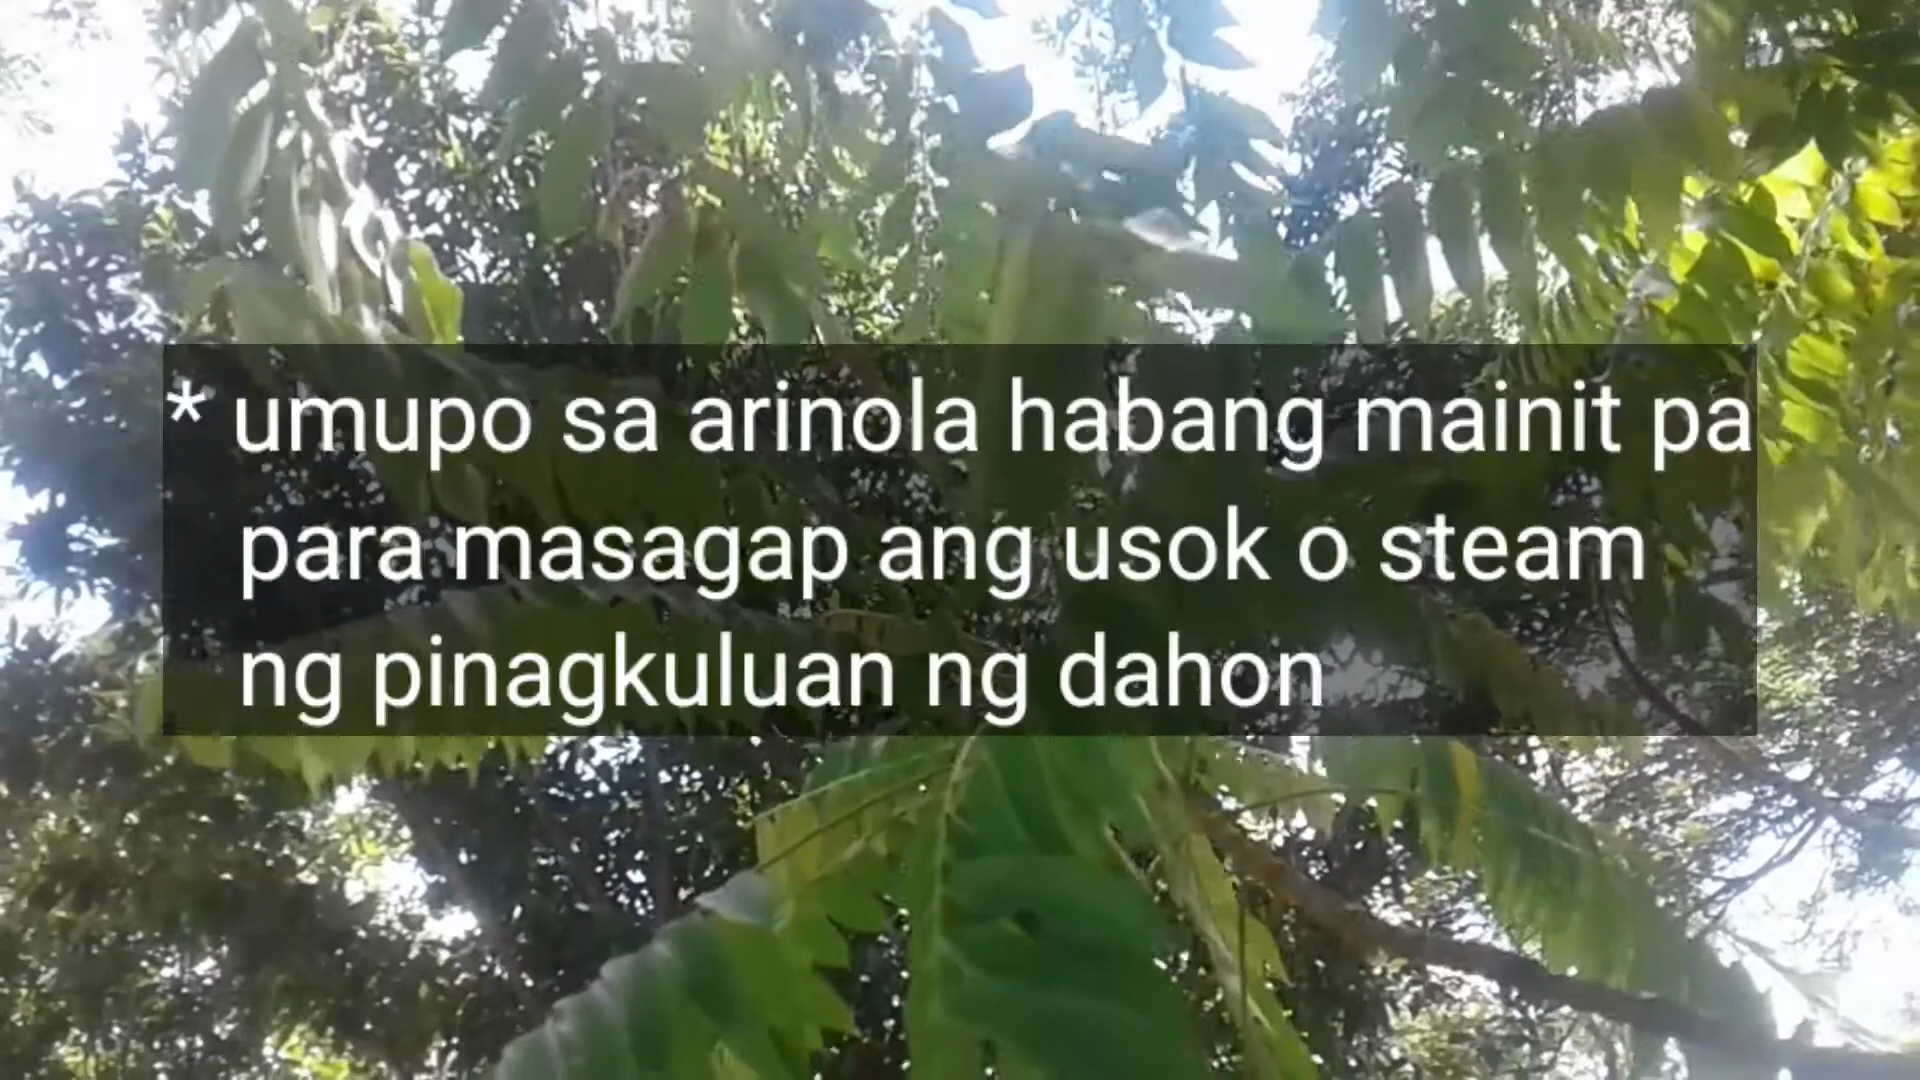 * umupo sa arinola habang mainit pa
para masagap ang usok o steam
ng pinagkuluan ng dahon